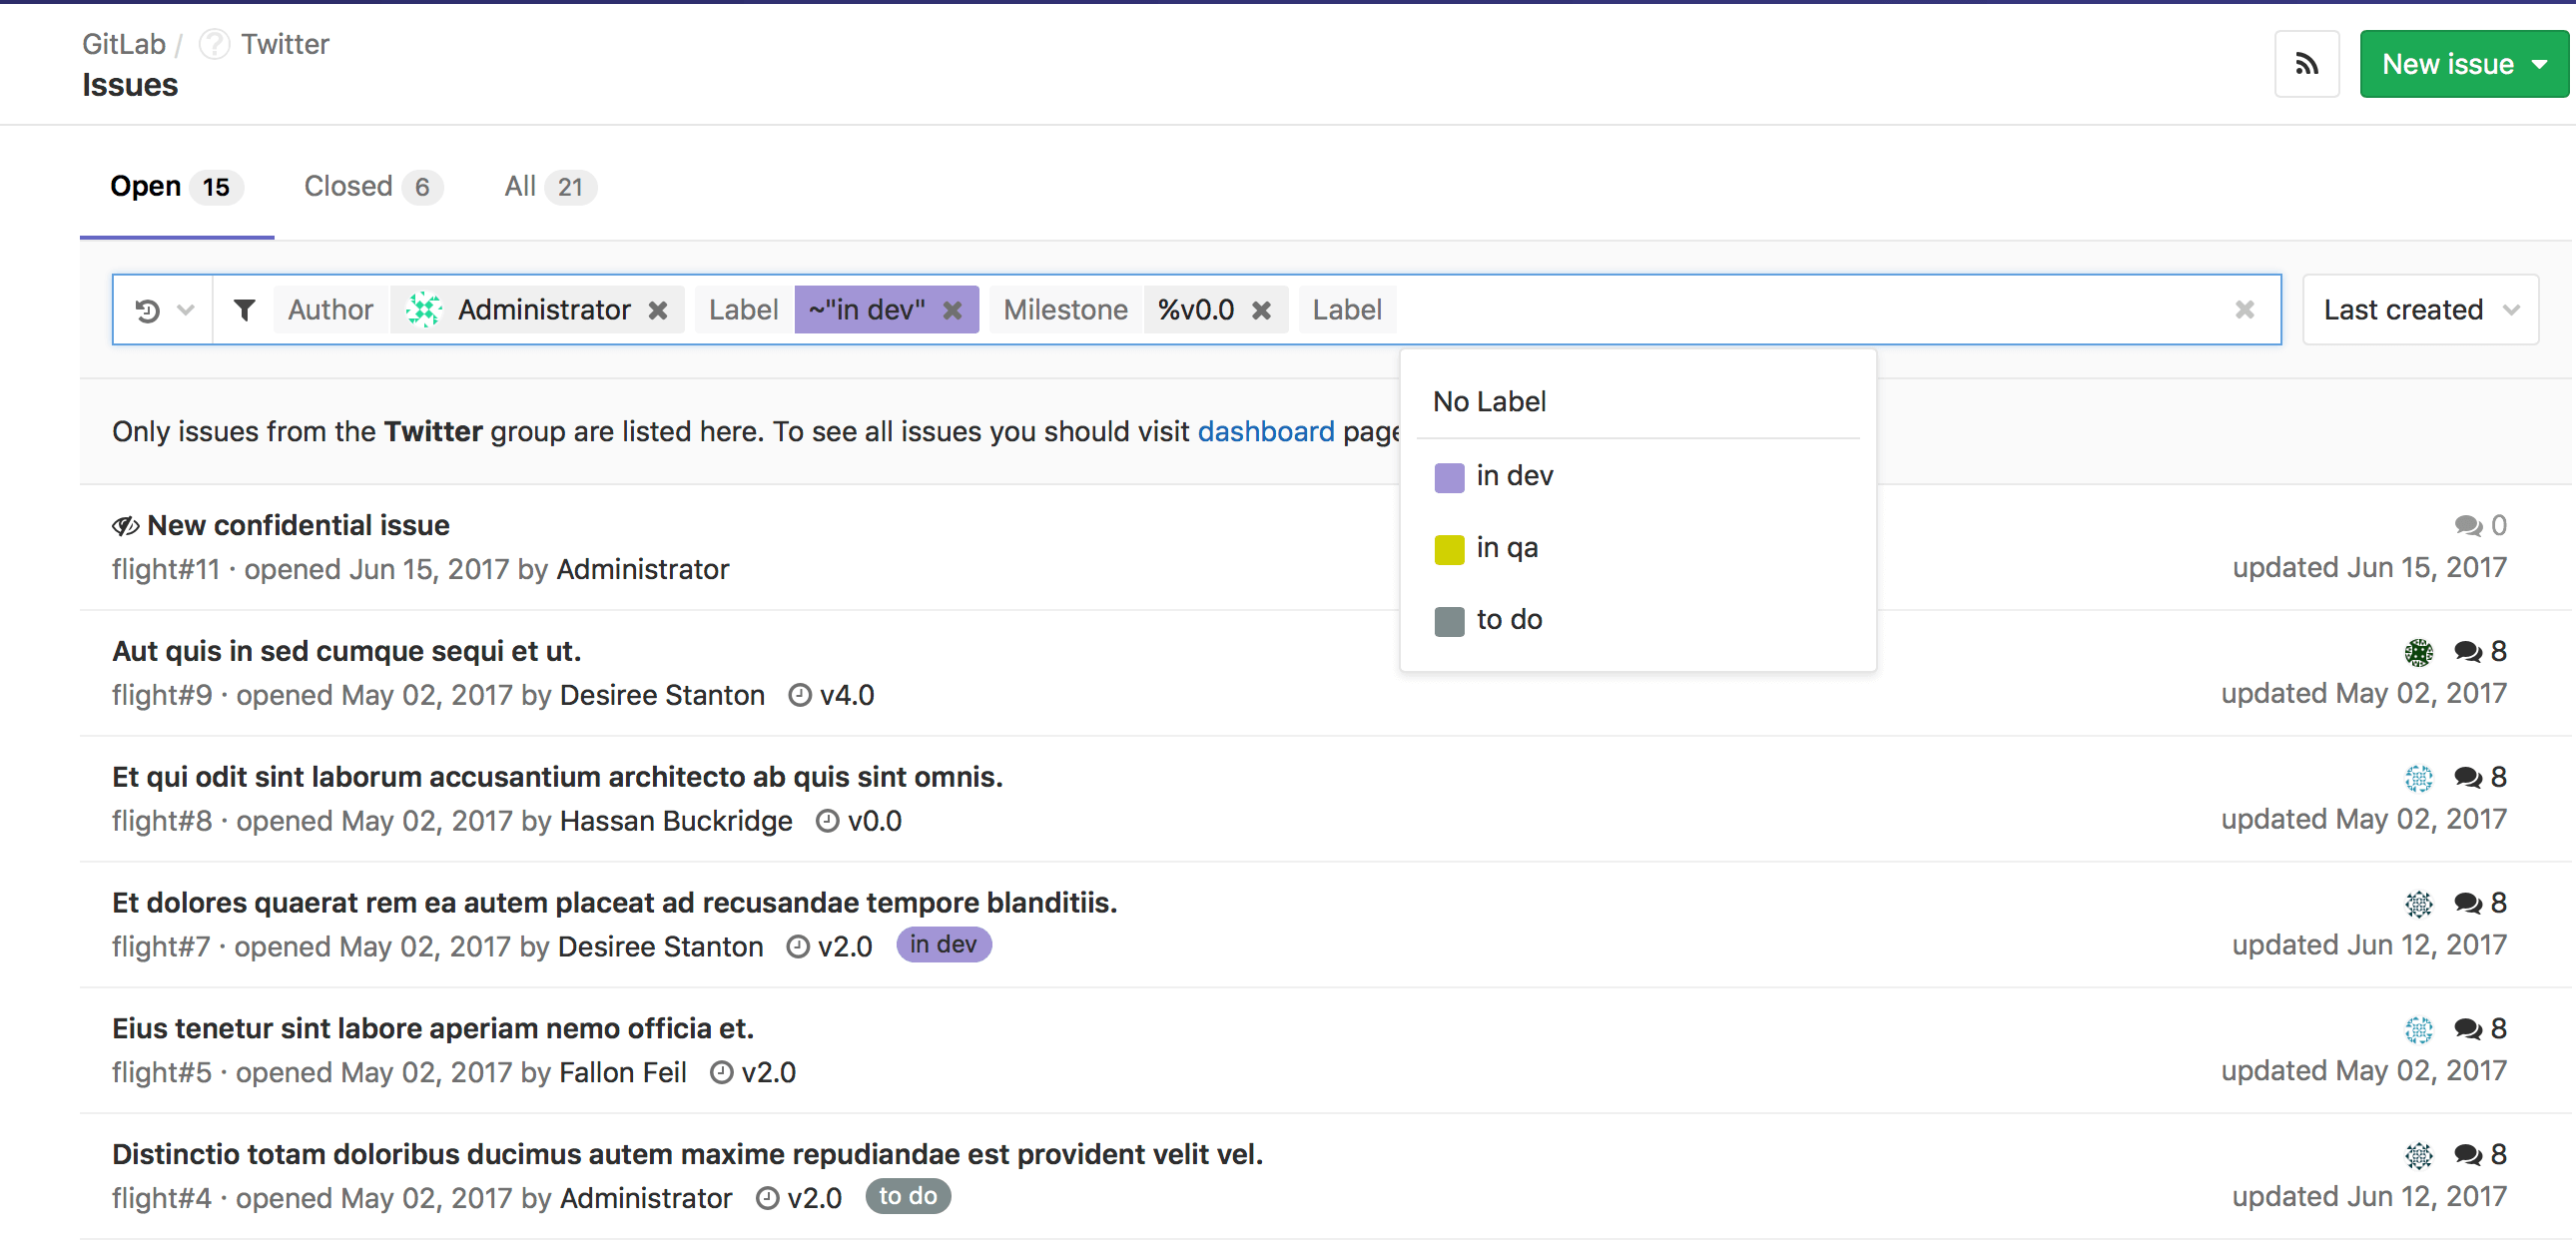 GitLab / Twitter
Issues
New issue
Open 15 Closed 6 All 21
Author Administrator Label ~"in dev" Milestone %v0.0 Label
Last created
No Label
in dev
in qa
to do
Only issues from the Twitter group are listed here. To see all issues you should visit dashboard page
New confidential issue 0
flight#11 · opened Jun 15, 2017 by Administrator updated Jun 15, 2017
Aut quis in sed cumque sequi et ut. 8
flight#9 · opened May 02, 2017 by Desiree Stanton v4.0 updated May 02, 2017
Et qui odit sint laborum accusantium architecto ab quis sint omnis. 8
flight#8 · opened May 02, 2017 by Hassan Buckridge v0.0 updated May 02, 2017
Et dolores quaerat rem ea autem placeat ad recusandae tempore blanditiis. 8
flight#7 · opened May 02, 2017 by Desiree Stanton v2.0 in dev updated Jun 12, 2017
Eius tenetur sint labore aperiam nemo officia et. 8
flight#5 · opened May 02, 2017 by Fallon Feil v2.0 updated May 02, 2017
Distinctio totam doloribus ducimus autem maxime repudiandae est provident velit vel. 8
flight#4 · opened May 02, 2017 by Administrator v2.0 to do updated Jun 12, 2017